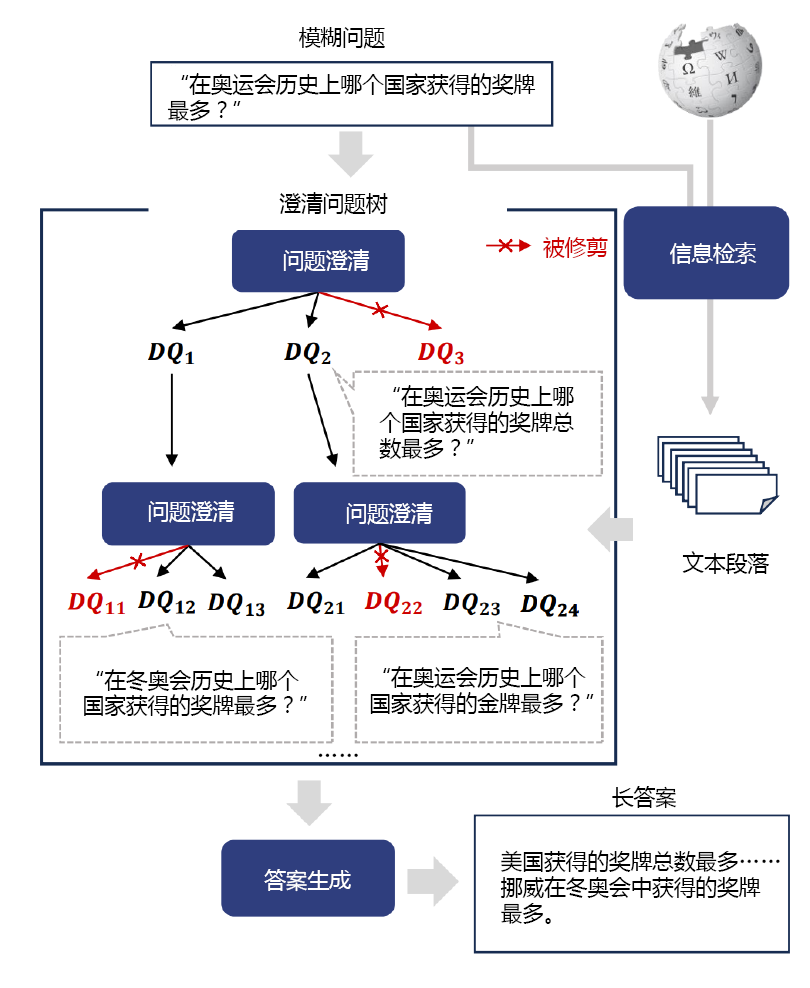 模糊问题
“在奥运会历史上哪个国家获得的奖牌
最多？”
Ω
W
И
維
7
澄清问题树
问题澄清
被修剪
信息检索
DQ1
DQ2
DQ3
“在奥运会历史上哪
个国家获得的奖牌总
数最多？”
问题澄清
问题澄清
文本段落
DQ11
DQ12
DQ13
DQ21
DQ22
DQ23
DQ24
“在冬奥会历史上哪个
国家获得的奖牌最多？”
“在奥运会历史上哪个
国家获得的金牌最多？”
……
长答案
答案生成
美国获得的奖牌总数最多……
挪威在冬奥会中获得的奖牌
最多。